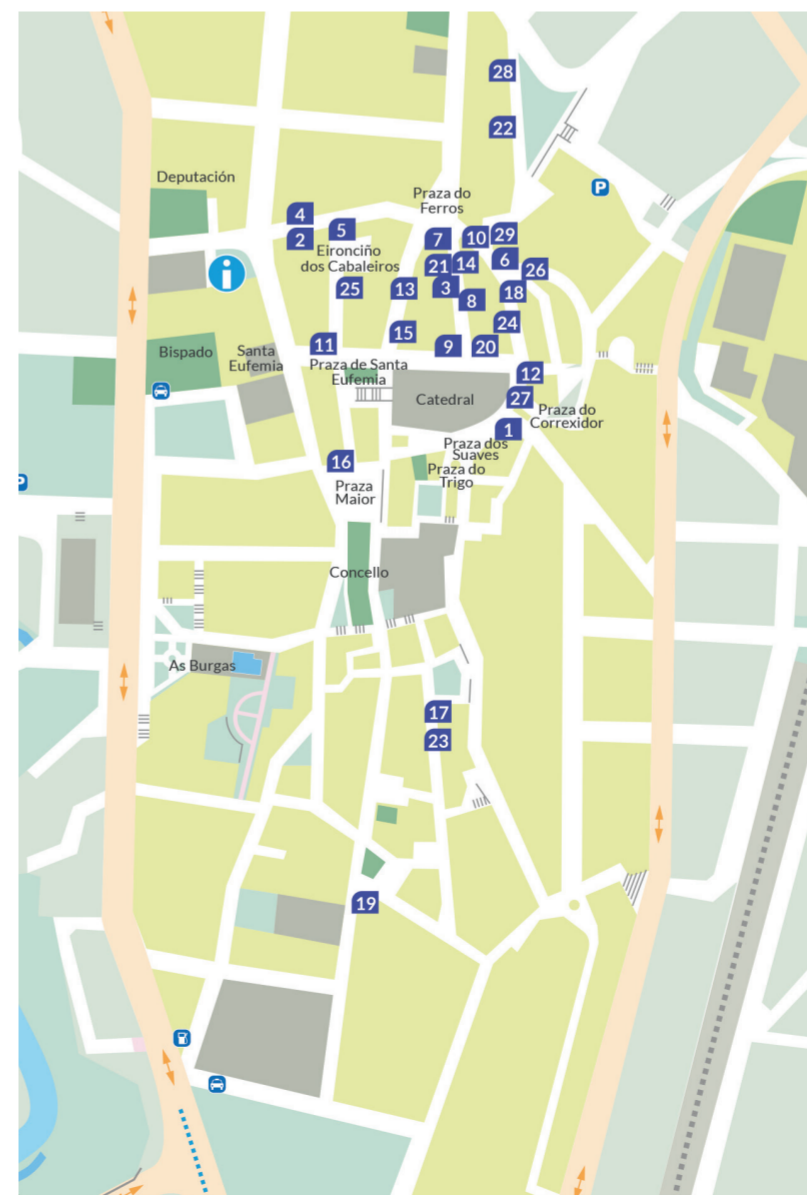 28
22
Deputación
P
Praza do
Ferros
4
5
2
7
10
29
Eironciño
dos Cabaleiros
21
14
6
26
i
25
13
3
8
18
24
15
11
9
20
Bispado
Santa
Eufemia
Praza de Santa
Eufemia
12
Catedral
27
Praza do
Correxidor
1
Praza dos
Suaves
16
Praza do
Trigo
P
Praza
Maior
Concello
As Burgas
17
23
19